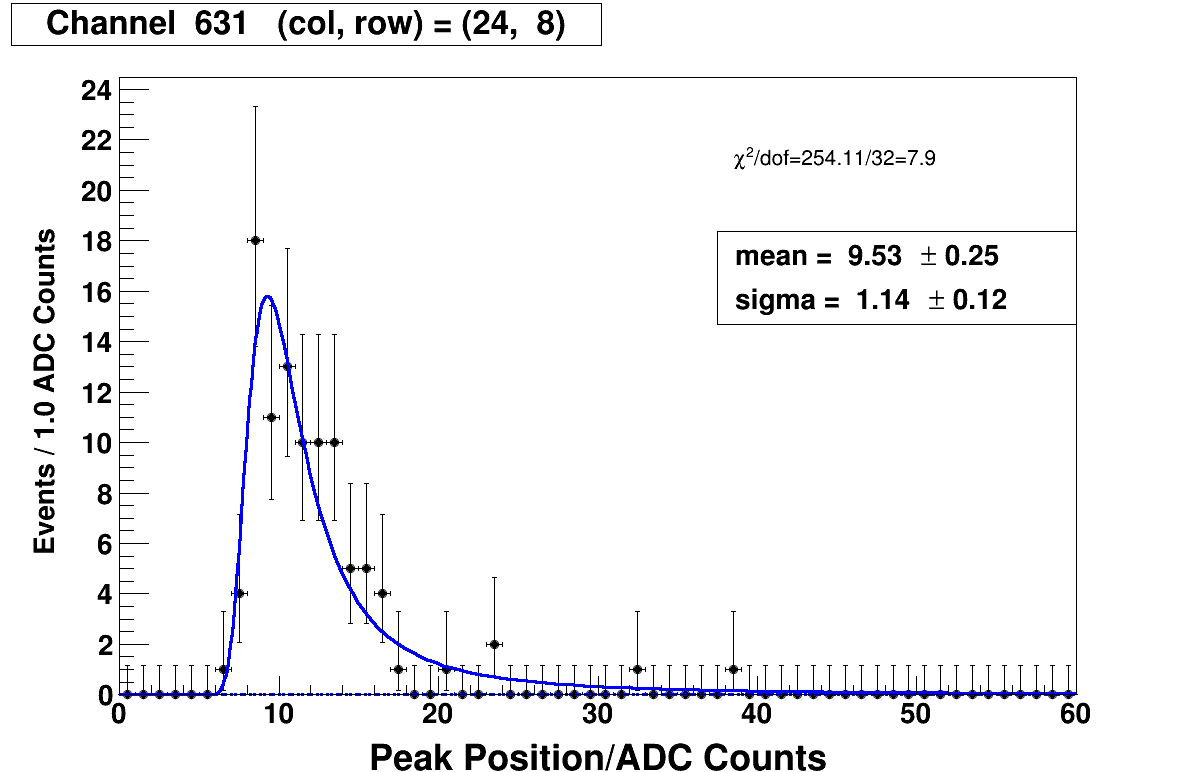 Channel 631 (col, row) = (24, 8)
24
22
20
18
16
14
12
10
8
6
4
2
0
Events / 1.0 ADC Counts
χ²/dof=254.11/32=7.9
mean = 9.53 ± 0.25
sigma = 1.14 ± 0.12
0 10 20 30 40 50 60
Peak Position/ADC Counts